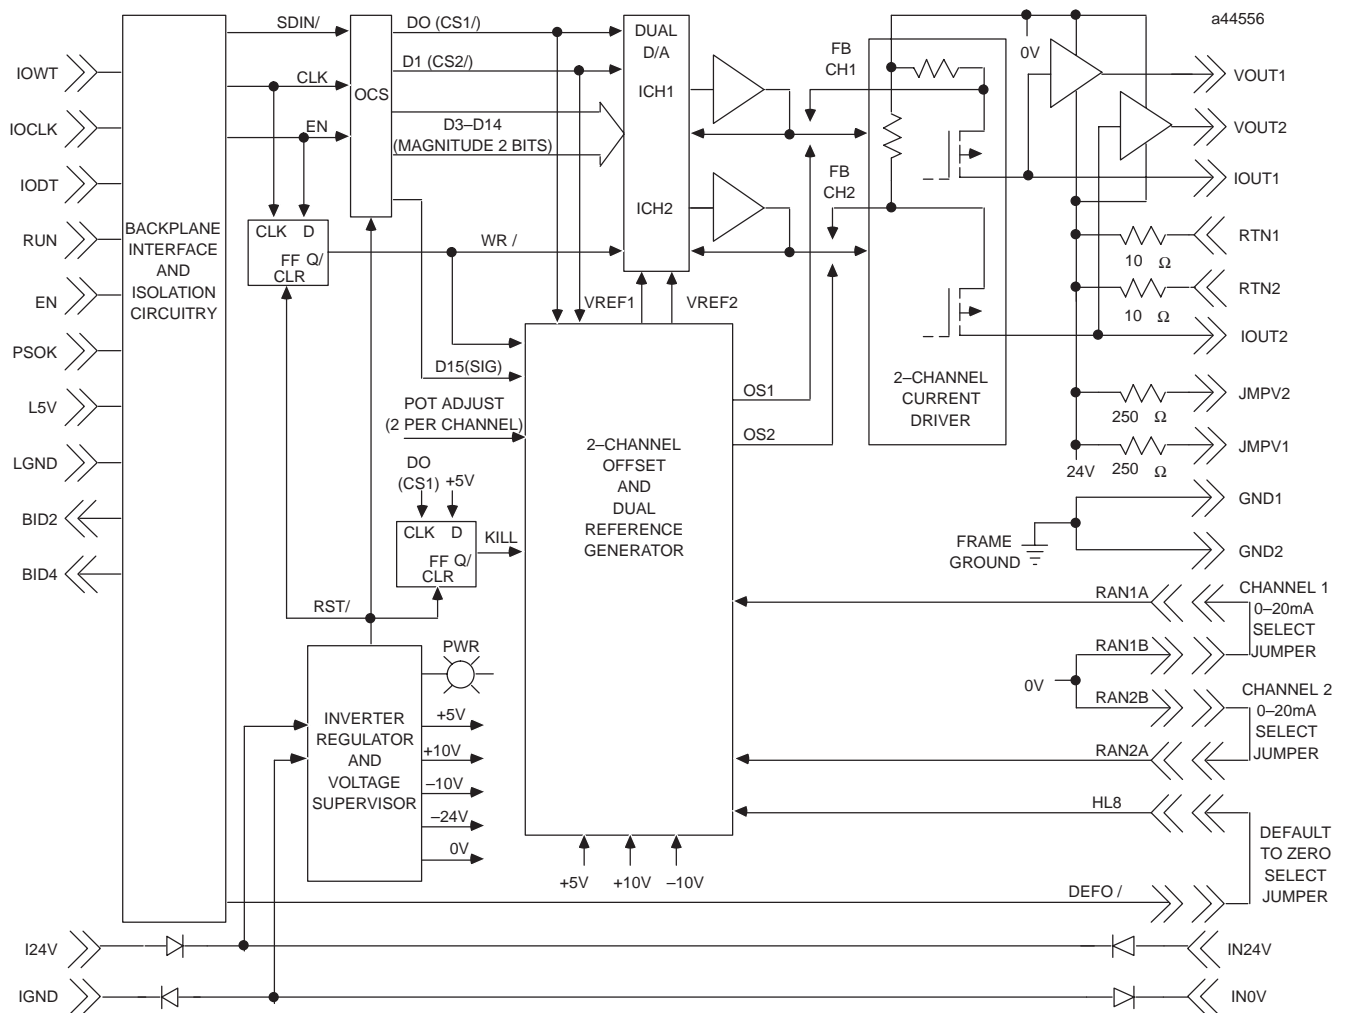 a44556
SDIN/
DO (CS1/)
DUAL
D/A
FB
CH1
0V
IOWT
CLK
OCS
D1 (CS2/)
ICH1
VOUT1
IOCLK
EN
D3–D14
(MAGNITUDE 2 BITS)
VOUT2
IODT
FB
CH2
IOUT1
RUN
BACKPLANE
INTERFACE
AND
ISOLATION
CIRCUITRY
CLK D
FF Q/
CLR
WR /
ICH2
RTN1
10 Ω
EN
VREF1
VREF2
RTN2
10 Ω
IOUT2
PSOK
D15(SIG)
2–CHANNEL
CURRENT
DRIVER
L5V
POT ADJUST
(2 PER CHANNEL)
OS1
OS2
JMPV2
250 Ω
JMPV1
24V
250 Ω
LGND
DO
(CS1)
+5V
2–CHANNEL
OFFSET
AND
DUAL
REFERENCE
GENERATOR
BID2
CLK D
FF Q/
CLR
KILL
GND1
FRAME
GROUND
GND2
BID4
RST/
RAN1A
CHANNEL 1
0–20mA
SELECT
JUMPER
RAN1B
0V
RAN2B
CHANNEL 2
0–20mA
SELECT
JUMPER
RAN2A
PWR
INVERTER
REGULATOR
AND
VOLTAGE
SUPERVISOR
+5V
+10V
–10V
–24V
0V
HL8
DEFAULT
TO ZERO
SELECT
JUMPER
+5V
+10V
–10V
DEFO /
I24V
IN24V
IGND
IN0V